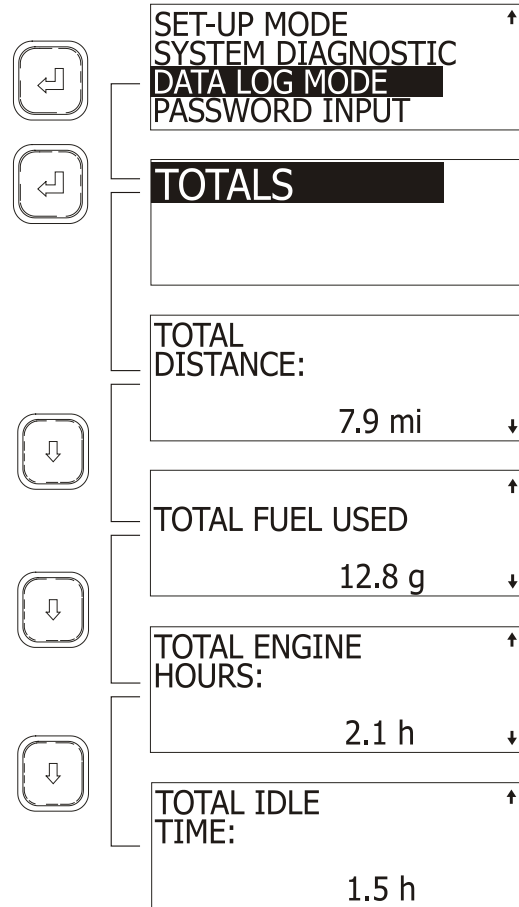 SET-UP MODE
SYSTEM DIAGNOSTIC
DATA LOG MODE
PASSWORD INPUT
TOTALS
TOTAL
DISTANCE:
7.9 mi
TOTAL FUEL USED
12.8 g
TOTAL ENGINE
HOURS:
2.1 h
TOTAL IDLE
TIME:
1.5 h